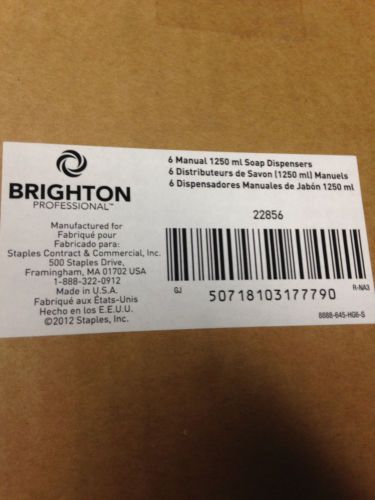 BRIGHTON
PROFESSIONAL™
Manufactured for
Fabriqué pour
Fabricado para:
Staples Contract & Commercial, Inc.
500 Staples Drive,
Framingham, MA 01702 USA
1-888-322-0912
Made in U.S.A.
Fabriqué aux États-Unis
Hecho en los E.E.U.U.
©2012 Staples, Inc.
6 Manual 1250 ml Soap Dispensers
6 Distributeurs de Savon (1250 ml) Manuels
6 Dispensadores Manuales de Jabón 1250 ml
22856
GJ
50718103177790
R-NA3
8888-645-HG6-S